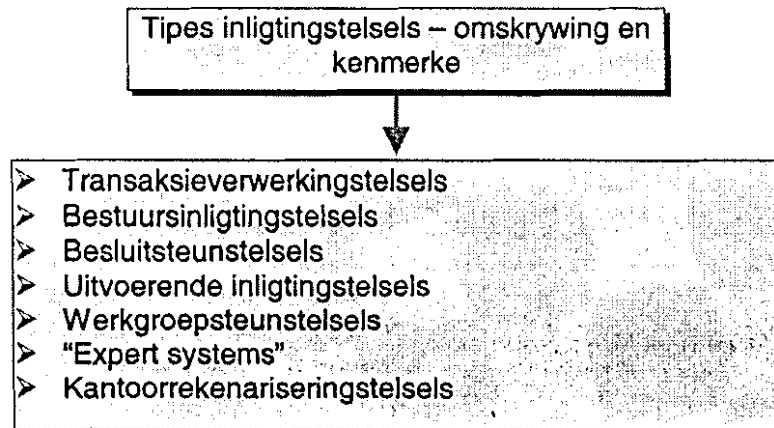 Tipes inligtingstelsels – omskrywing en
kenmerke
➢ Transaksieverwerkingstelsels
➢ Bestuursinligtingstelsels
➢ Besluitsteunstelsels
➢ Uitvoerende inligtingstelsels
➢ Werkgroepsteunstelsels
➢ "Expert systems"
➢ Kantoorrekenariseringstelsels